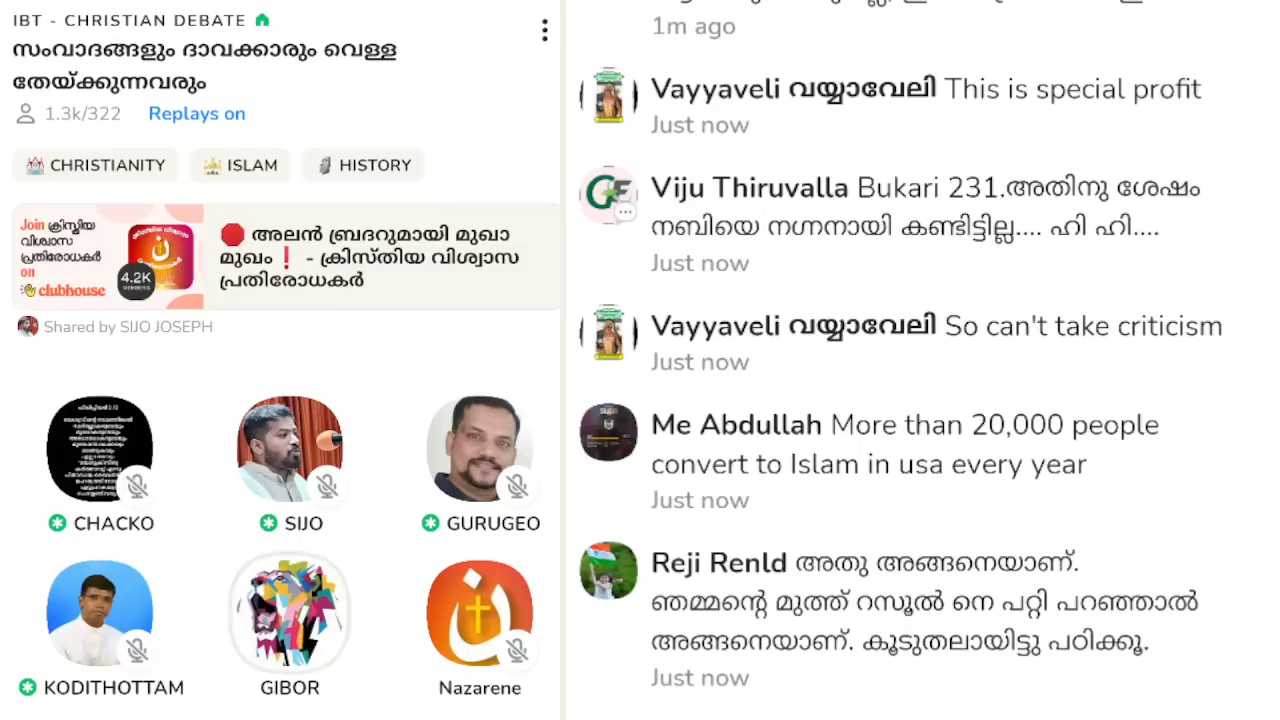 IBT - CHRISTIAN DEBATE
സംവാദങ്ങളും ദാവക്കാരും വെള്ള
തേയ്ക്കുന്നവരും
1.3k/322 Replays on
CHRISTIANITY ISLAM HISTORY
Join ക്രിസ്തിയ
വിശ്വാസ
പ്രതിരോധകർ
on
clubhouse
4.2K
MEMBERS
അലൻ ബ്രദറുമായി മുഖാ
മുഖം❗ - ക്രിസ്തിയ വിശ്വാസ
പ്രതിരോധകർ
Shared by SIJO JOSEPH
CHACKO SIJO GURUGEO
KODITHOTTAM GIBOR Nazarene
1m ago
Vayyaveli വയ്യാവേലി This is special profit
Just now
Viju Thiruvalla Bukari 231.അതിനു ശേഷം
നബിയെ നഗ്നനായി കണ്ടിട്ടില്ല.... ഹി ഹി....
Just now
Vayyaveli വയ്യാവേലി So can't take criticism
Just now
Me Abdullah More than 20,000 people
convert to Islam in usa every year
Just now
Reji Renld അതു അങ്ങനെയാണ്.
ഞമ്മന്റെ മുത്ത് റസൂൽ നെ പറ്റി പറഞ്ഞാൽ
അങ്ങനെയാണ്. കൂടുതലായിട്ടു പഠിക്കൂ.
Just now